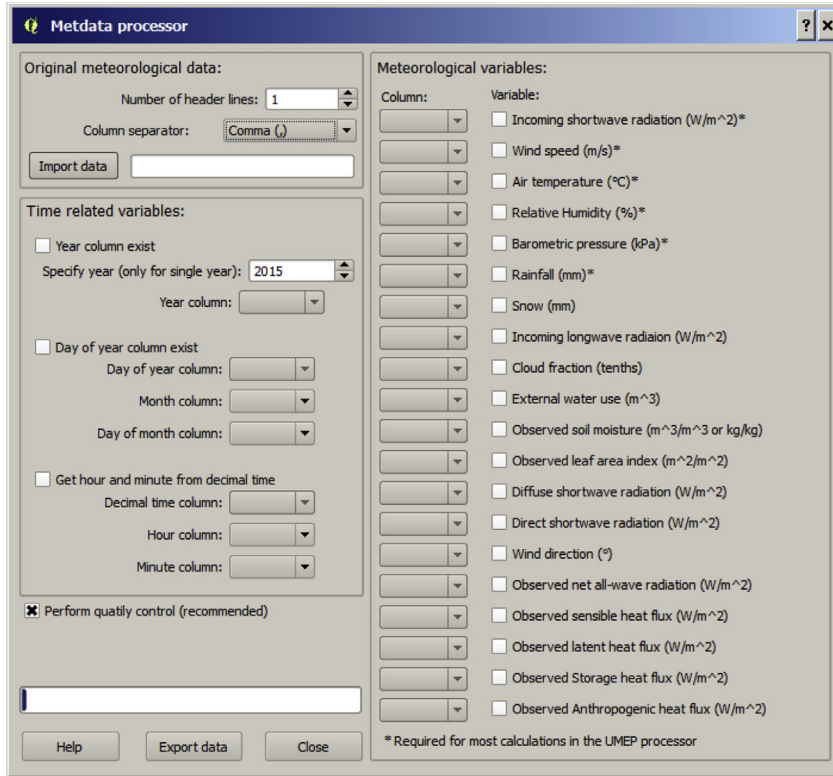 Metdata processor
?
Original meteorological data:
Number of header lines: 1
Column separator: Comma (,)
Import data
Time related variables:
Year column exist
Specify year (only for single year): 2015
Year column:
Day of year column exist
Day of year column:
Month column:
Day of month column:
Get hour and minute from decimal time
Decimal time column:
Hour column:
Minute column:
Perform quatily control (recommended)
Help Export data Close
Meteorological variables:
Column: Variable:
Incoming shortwave radiation (W/m^2)*
Wind speed (m/s)*
Air temperature (ºC)*
Relative Humidity (%)*
Barometric pressure (kPa)*
Rainfall (mm)*
Snow (mm)
Incoming longwave radiaion (W/m^2)
Cloud fraction (tenths)
External water use (m^3)
Observed soil moisture (m^3/m^3 or kg/kg)
Observed leaf area index (m^2/m^2)
Diffuse shortwave radiation (W/m^2)
Direct shortwave radiation (W/m^2)
Wind direction (º)
Observed net all-wave radiation (W/m^2)
Observed sensible heat flux (W/m^2)
Observed latent heat flux (W/m^2)
Observed Storage heat flux (W/m^2)
Observed Anthropogenic heat flux (W/m^2)
*Required for most calculations in the UMEP processor